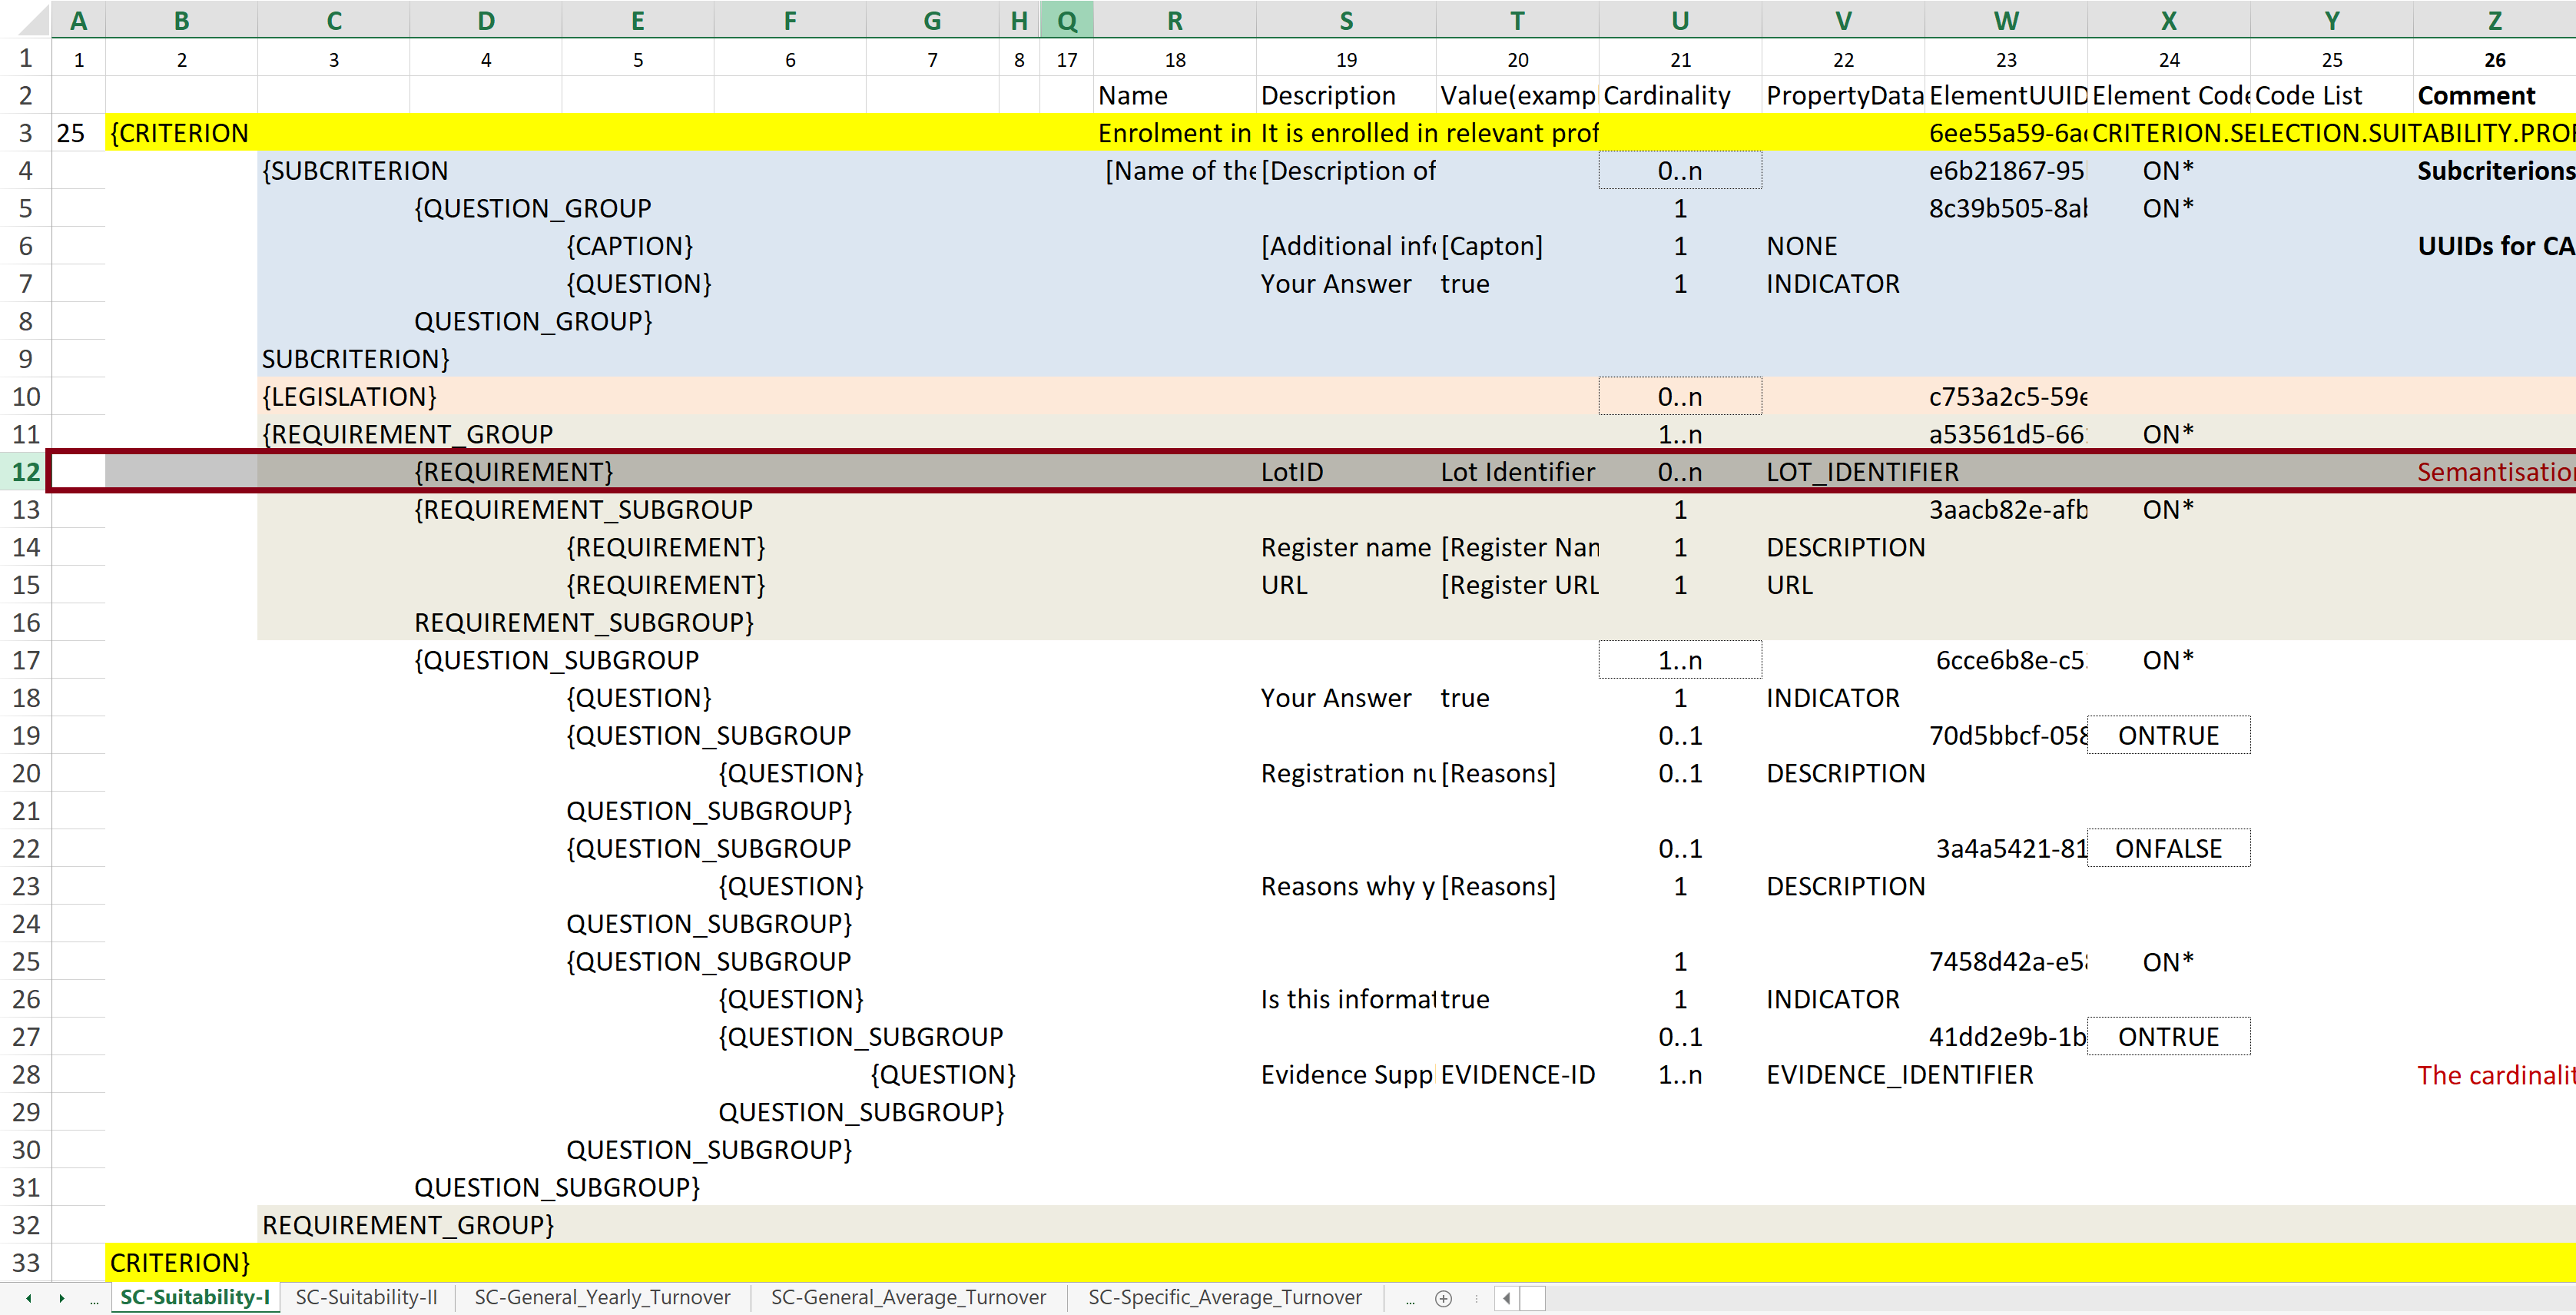 A B C D E F G H Q R S T U V W X Y Z
1 1 2 3 4 5 6 7 8 17 18 19 20 21 22 23 24 25 26
2 Name Description Value(examp Cardinality PropertyData ElementUUID Element Code Code List Comment
3 25 {CRITERION Enrolment in It is enrolled in relevant prof 6ee55a59-6a CRITERION.SELECTION.SUITABILITY.PROF
4 {SUBCRITERION [Name of the [Description of 0..n e6b21867-95 ON* Subcriterions
5 {QUESTION_GROUP 1 8c39b505-8ab ON*
6 {CAPTION} [Additional info [Capton] 1 NONE UUIDs for CA
7 {QUESTION} Your Answer true 1 INDICATOR
8 QUESTION_GROUP}
9 SUBCRITERION}
10 {LEGISLATION} 0..n c753a2c5-59e
11 {REQUIREMENT_GROUP 1..n a53561d5-66 ON*
12 {REQUIREMENT} LotID Lot Identifier 0..n LOT_IDENTIFIER Semantisation
13 {REQUIREMENT_SUBGROUP 1 3aacb82e-afb ON*
14 {REQUIREMENT} Register name [Register Nam 1 DESCRIPTION
15 {REQUIREMENT} URL [Register URL 1 URL
16 REQUIREMENT_SUBGROUP}
17 {QUESTION_SUBGROUP 1..n 6cce6b8e-c5 ON*
18 {QUESTION} Your Answer true 1 INDICATOR
19 {QUESTION_SUBGROUP 0..1 70d5bbcf-058 ONTRUE
20 {QUESTION} Registration nu [Reasons] 0..1 DESCRIPTION
21 QUESTION_SUBGROUP}
22 {QUESTION_SUBGROUP 0..1 3a4a5421-81 ONFALSE
23 {QUESTION} Reasons why y [Reasons] 1 DESCRIPTION
24 QUESTION_SUBGROUP}
25 {QUESTION_SUBGROUP 1 7458d42a-e5 ON*
26 {QUESTION} Is this informat true 1 INDICATOR
27 {QUESTION_SUBGROUP 0..1 41dd2e9b-1b ONTRUE
28 {QUESTION} Evidence Supp EVIDENCE-ID 1..n EVIDENCE_IDENTIFIER The cardinalit
29 QUESTION_SUBGROUP}
30 QUESTION_SUBGROUP}
31 QUESTION_SUBGROUP}
32 REQUIREMENT_GROUP}
33 CRITERION}
... SC-Suitability-I SC-Suitability-II SC-General_Yearly_Turnover SC-General_Average_Turnover SC-Specific_Average_Turnover ...